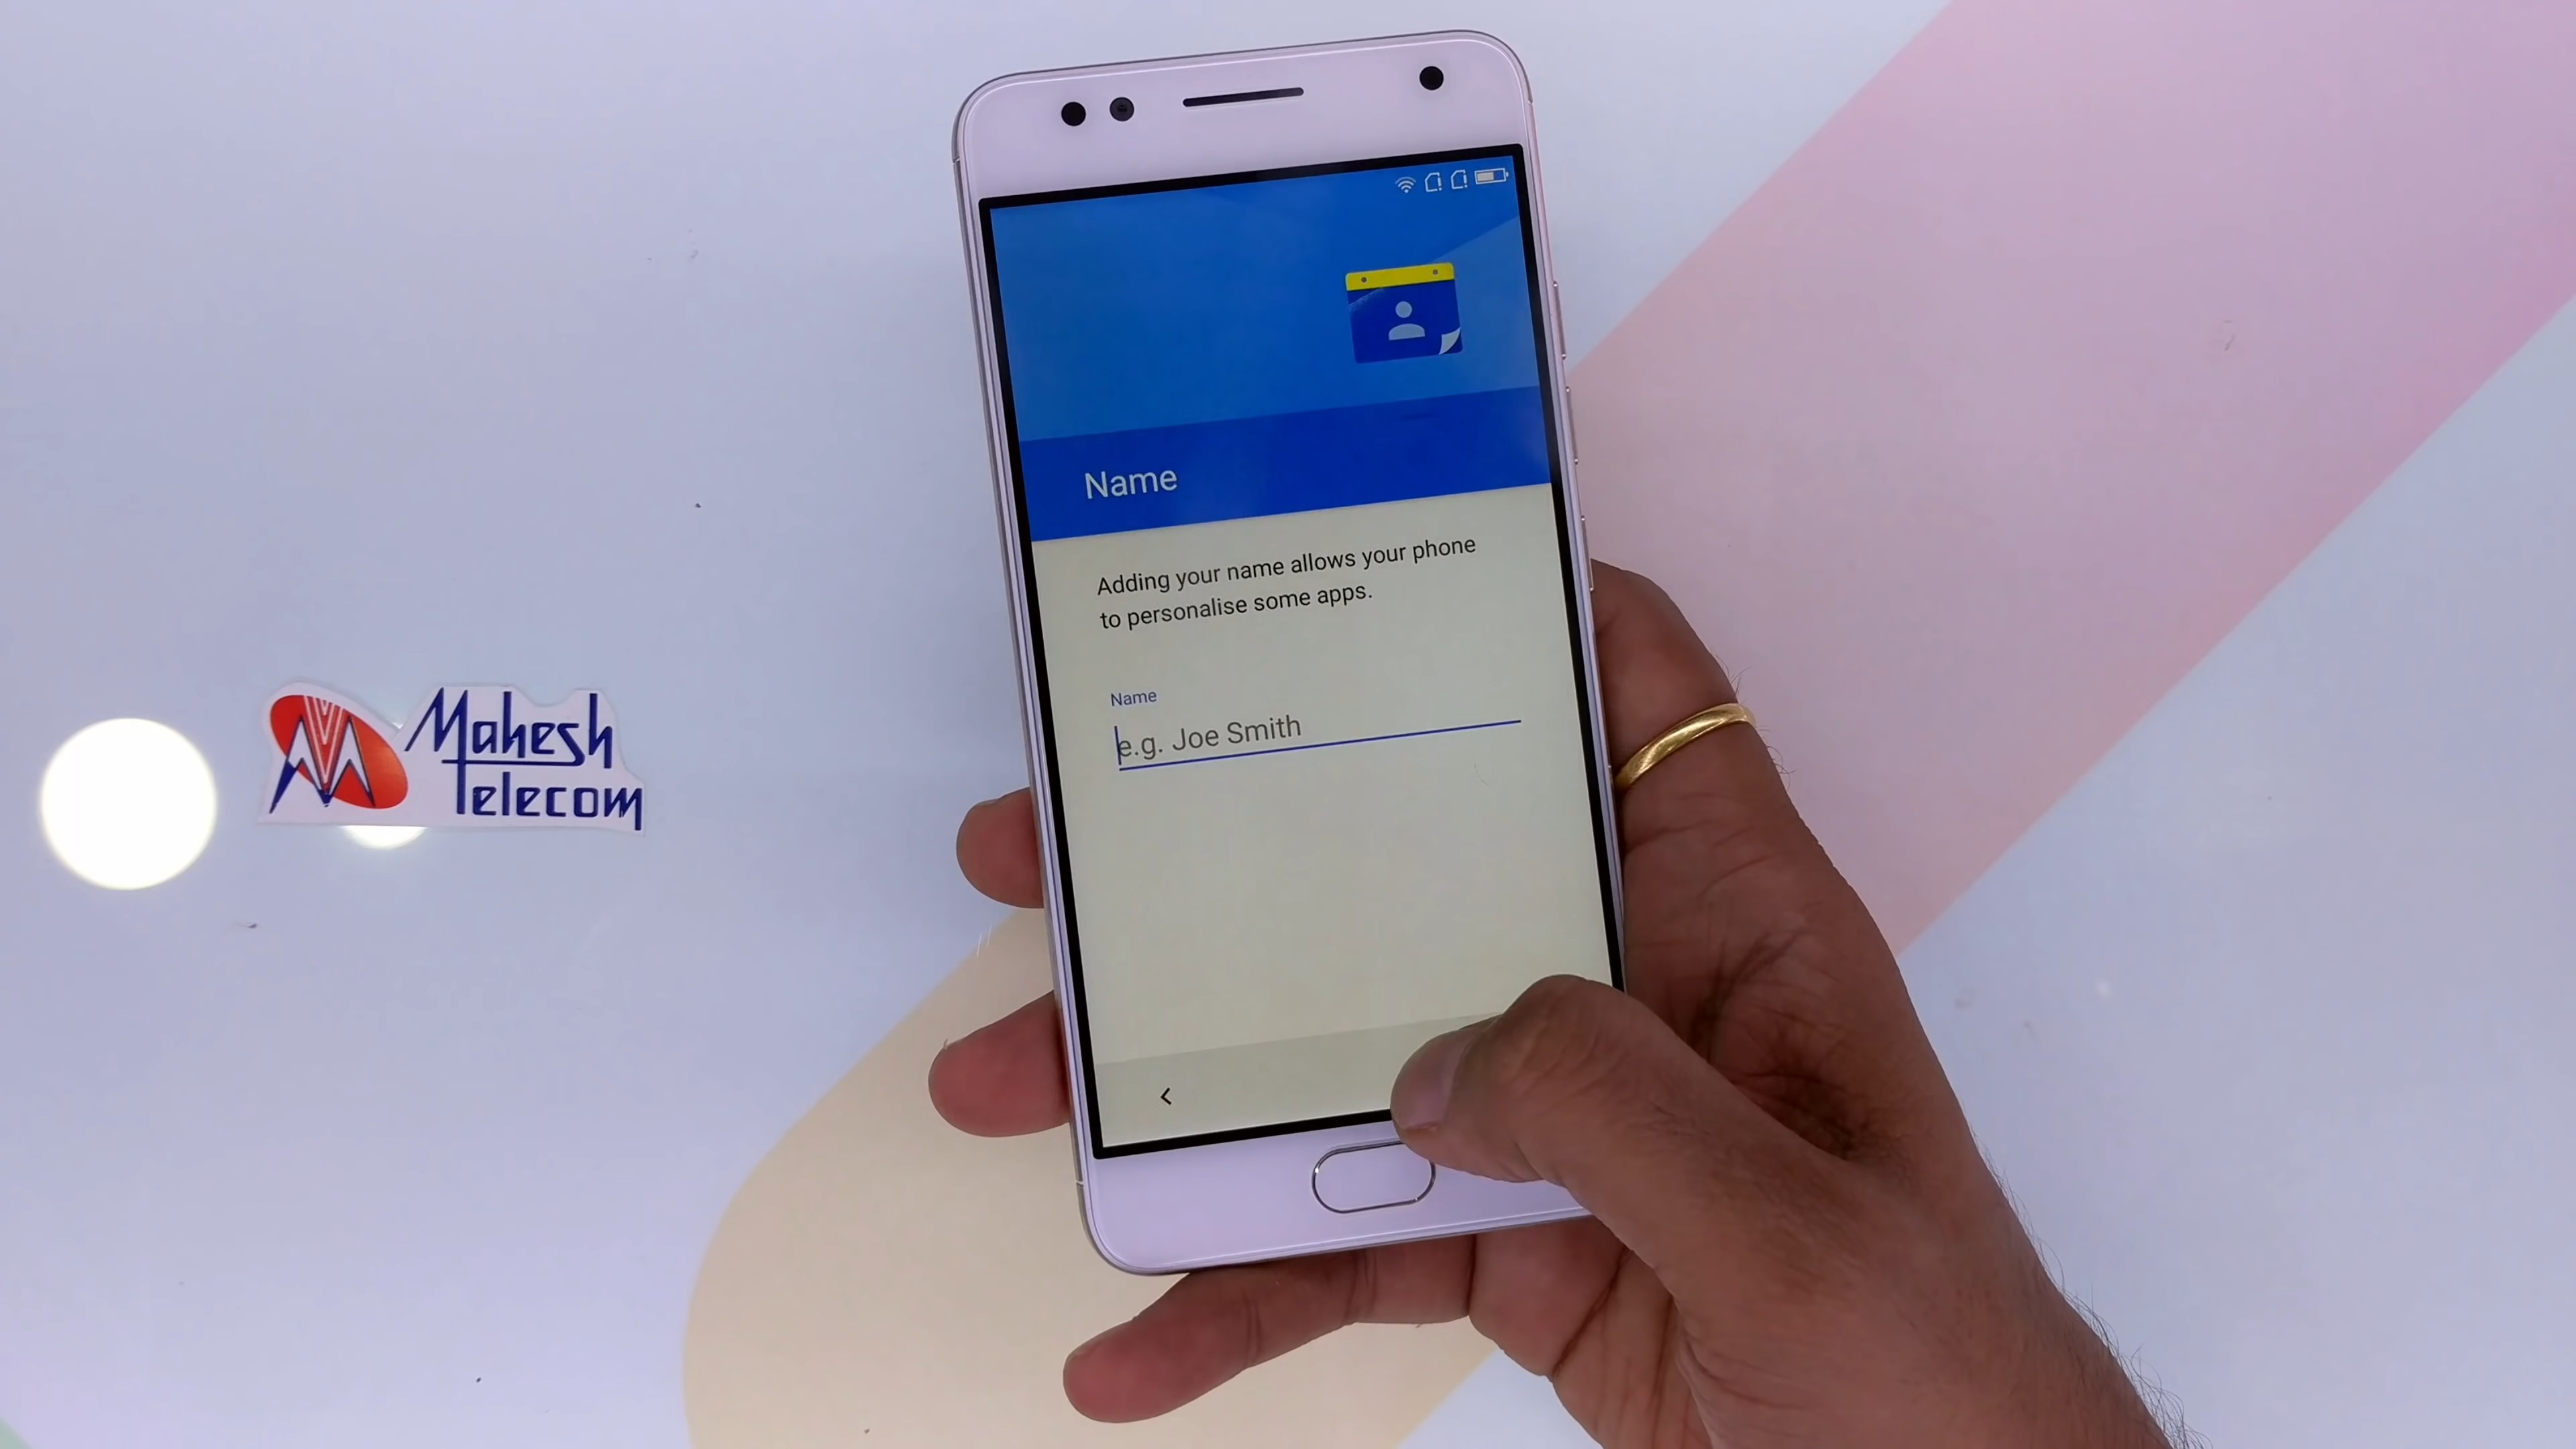 Name
Adding your name allows your phone
to personalise some apps.
Name
e.g. Joe Smith
Mahesh
Telecom